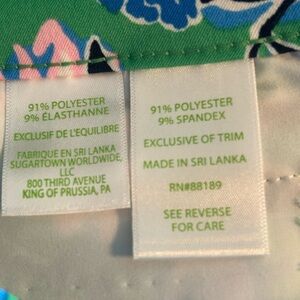 91% POLYESTER
9% ÉLASTHANNE
EXCLUSIF DE L'EQUILIBRE
FABRIQUE EN SRI LANKA
SUGARTOWN WORLDWIDE,
LLC
800 THIRD AVENUE
KING OF PRUSSIA, PA
91% POLYESTER
9% SPANDEX
EXCLUSIVE OF TRIM
MADE IN SRI LANKA
RN#88189
SEE REVERSE
FOR CARE